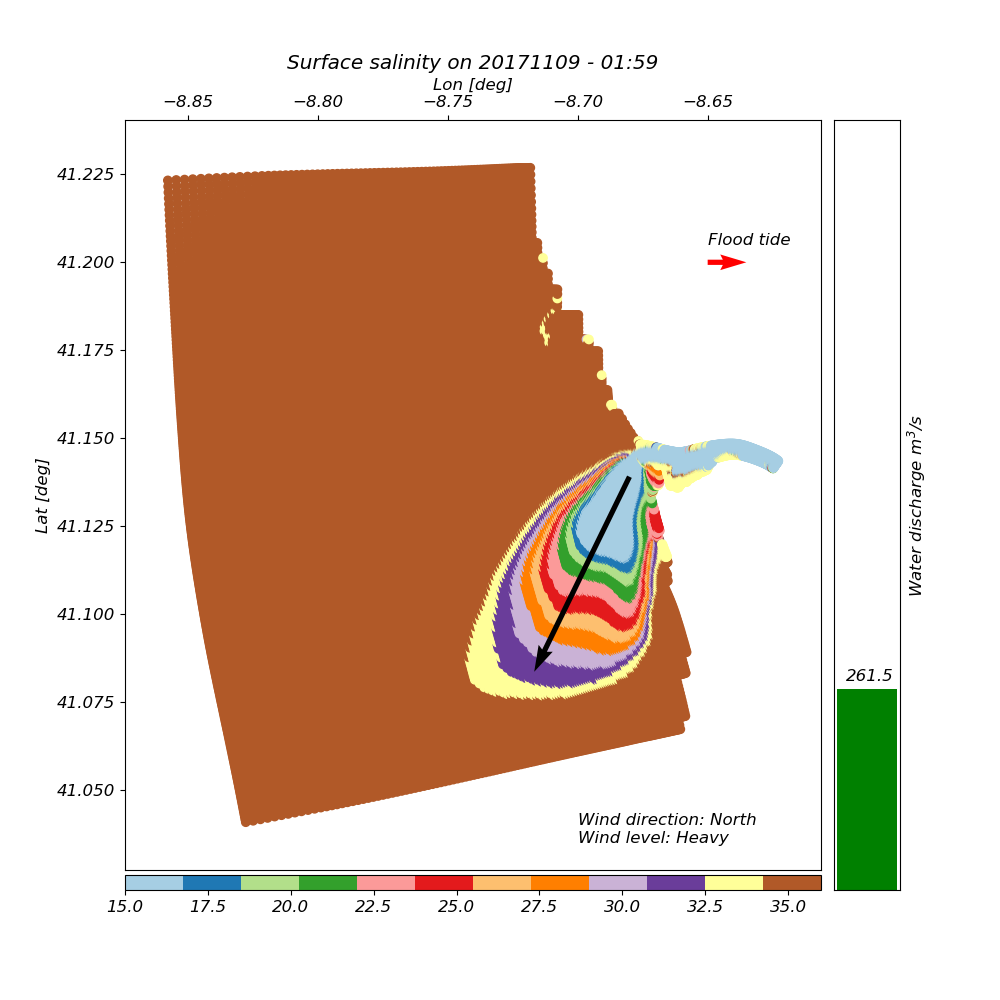 Surface salinity on 20171109 - 01:59
Lon [deg]
−8.85 −8.80 −8.75 −8.70 −8.65
41.225
41.200
41.175
41.150
41.125
41.100
41.075
41.050
Lat [deg]
Flood tide
Wind direction: North
Wind level: Heavy
15.0 17.5 20.0 22.5 25.0 27.5 30.0 32.5 35.0
261.5
Water discharge m³/s